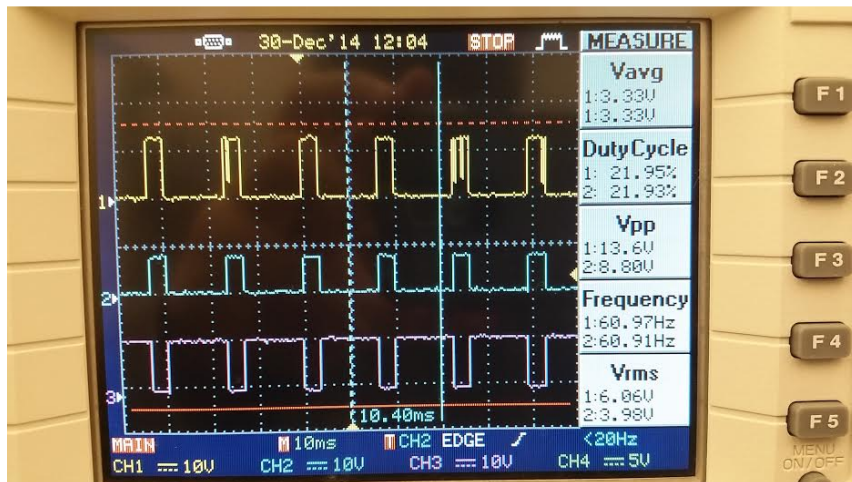 30-Dec'14 12:04 STOP
MEASURE
Vavg
1:3.33V
1:3.33V
DutyCycle
1: 21.95%
2: 21.93%
Vpp
1:13.6V
2:8.80V
Frequency
1:60.97Hz
2:60.91Hz
Vrms
1:6.06V
2:3.98V
1
2
3
10.40ms
MAIN M 10ms T CH2 EDGE <20Hz
CH1 10V CH2 10V CH3 10V CH4 5V
F1
F2
F3
F4
F5
MENU
ON/OFF